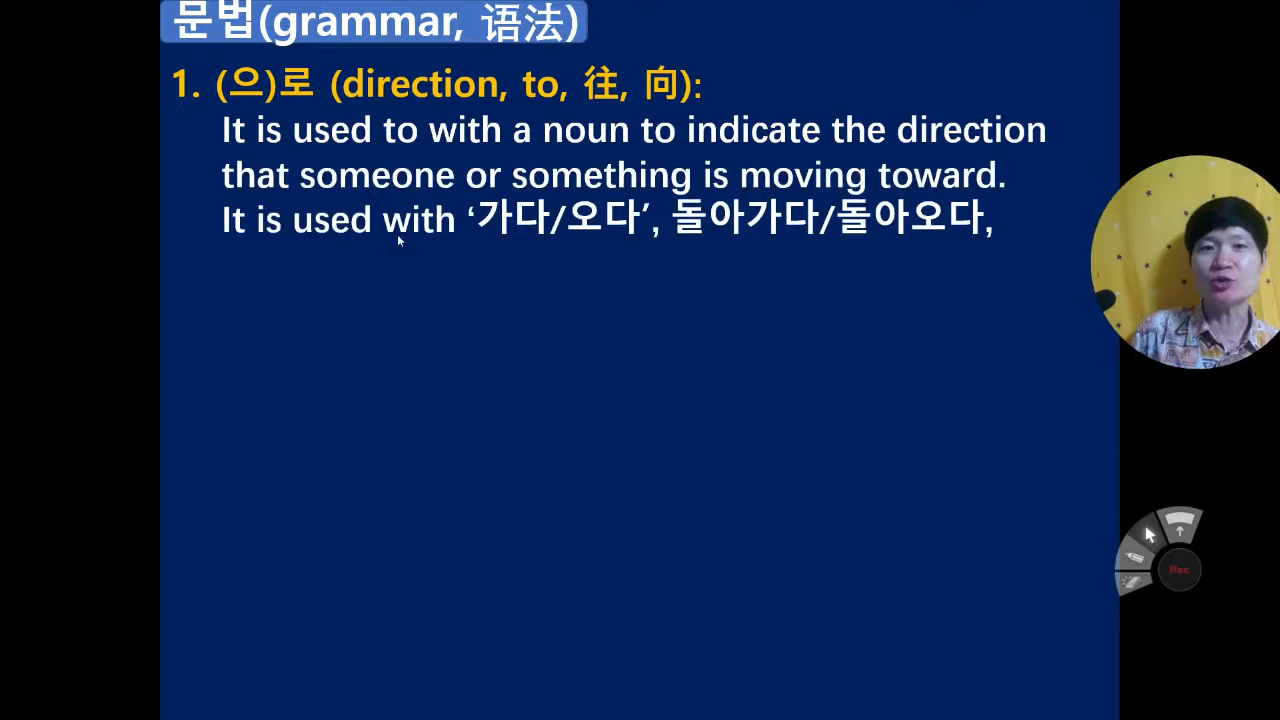 문법(grammar, 语法)
1. (으)로 (direction, to, 往, 向):
It is used to with a noun to indicate the direction
that someone or something is moving toward.
It is used with ‘가다/오다’, 돌아가다/돌아오다,
Rec